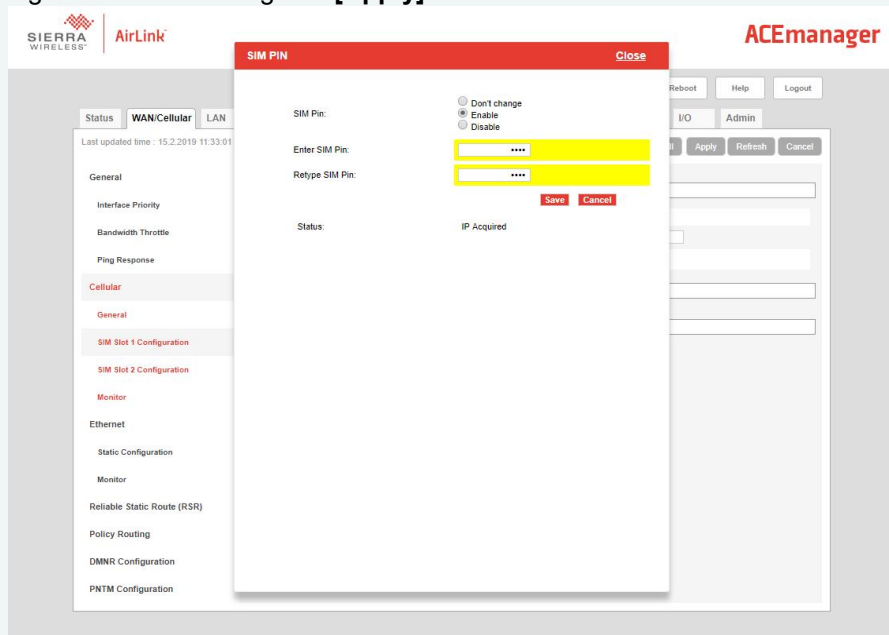 [Apply]
SIERRA
WIRELESS
AirLink
ACEmanager
SIM PIN Close
Reboot Help Logout
Status WAN/Cellular LAN I/O Admin
Last updated time : 15.2.2019 11:33:01
Apply Refresh Cancel
SIM Pin:
Don't change
Enable
Disable
Enter SIM Pin: ••••
Retype SIM Pin: ••••
Save Cancel
Status: IP Acquired
General
Interface Priority
Bandwidth Throttle
Ping Response
Cellular
General
SIM Slot 1 Configuration
SIM Slot 2 Configuration
Monitor
Ethernet
Static Configuration
Monitor
Reliable Static Route (RSR)
Policy Routing
DMNR Configuration
PNTM Configuration